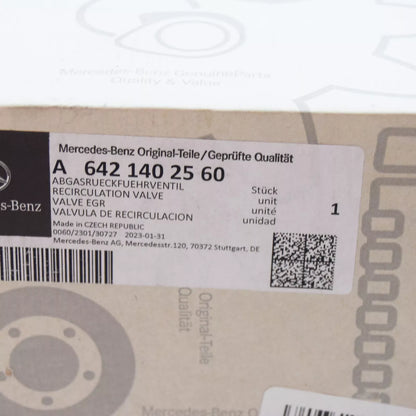 Mercedes-Benz GenuineParts
Quality & Value
Mercedes-Benz Original-Teile/Geprüfte Qualität
A 642 140 25 60
ABGASRUECKFUEHRVENTIL Stück
RECIRCULATION VALVE unit
VALVE EGR unité 1
VALVULA DE RECIRCULACION unidad
des-Benz
Made in CZECH REPUBLIC
0060/2301/30727 2023-01-31
Mercedes-Benz AG, Mercedesstr.120, 70372 Stuttgart, DE
Original-Teile
Qualität
Mercedes-Benz O